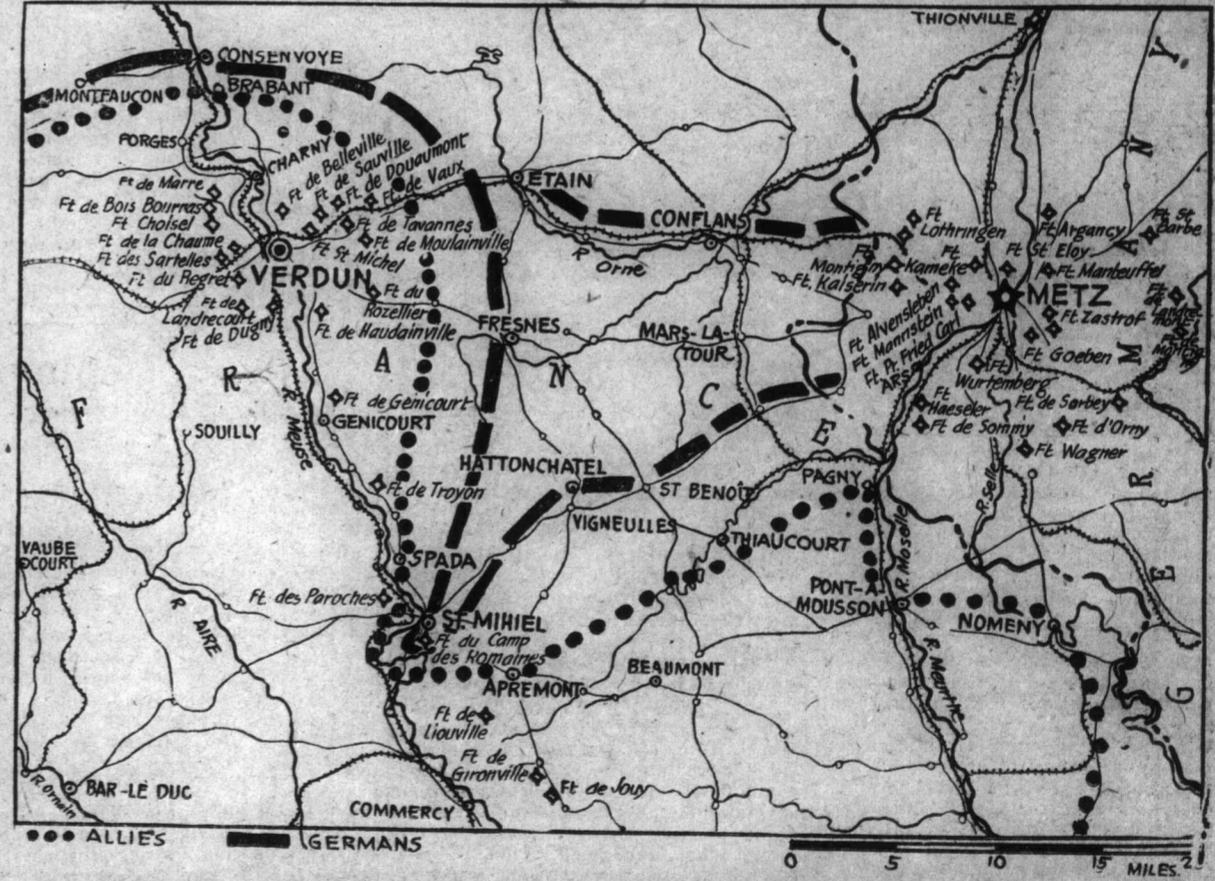 THIONVILLE
CONSENVOYE
MONTFAUCON
BRABANT
FORGES
CHARNY
Ft de Belleville
Ft de Sauville
Ft de Douaumont
Ft de Vaux
ETAIN
Ft de Marre
Ft de Bois Bourras
Ft Choisel
Ft de la Chaume
Ft des Sartelles
Ft du Regret
Ft de
Landrecourt
Ft de Dugny
VERDUN
Ft de Tavannes
Ft de Moulainville
Ft St Michel
Ft du
Rozellier
Ft de Haudainville
CONFLANS
R Orne
Ft
Lothringen
Ft
Kameke
Montigny
Ft. Kaiserin
Ft Argancy
Ft St Eloy
Ft St
Barbe
Ft Manteuffel
METZ
Ft Zastrof
Ft Goeben
Ft
de
Alvensleben
Ft Mannstein
Ft Pr. Fried Carl
ARS
Ft
Wurtemberg
Ft
Haeseler
Ft de Sommy
Ft de Sorbey
Ft d'Orny
Ft Wagner
FRESNES
MARS-LA-
TOUR
F R A N C E
G E R M A N Y
R Meuse
Ft de Genicourt
GENICOURT
SOUILLY
HATTONCHATEL
Ft de Troyon
ST BENOIT
PAGNY
R. Selle
VIGNEULLES
THIAUCOURT
R. Moselle
VAUBE
COURT
SPADA
Ft. des Paroches
ST. MIHIEL
Ft du Camp
des Romaines
PONT-A
MOUSSON
NOMENY
R AIRE
APREMONT
BEAUMONT
R. Meurthe
Ft de
Liouville
Ft de
Gironville
Ft de Jouy
R. Ornain
BAR-LE DUC
COMMERCY
ALLIES
GERMANS
0 5 10 15 2
MILES.